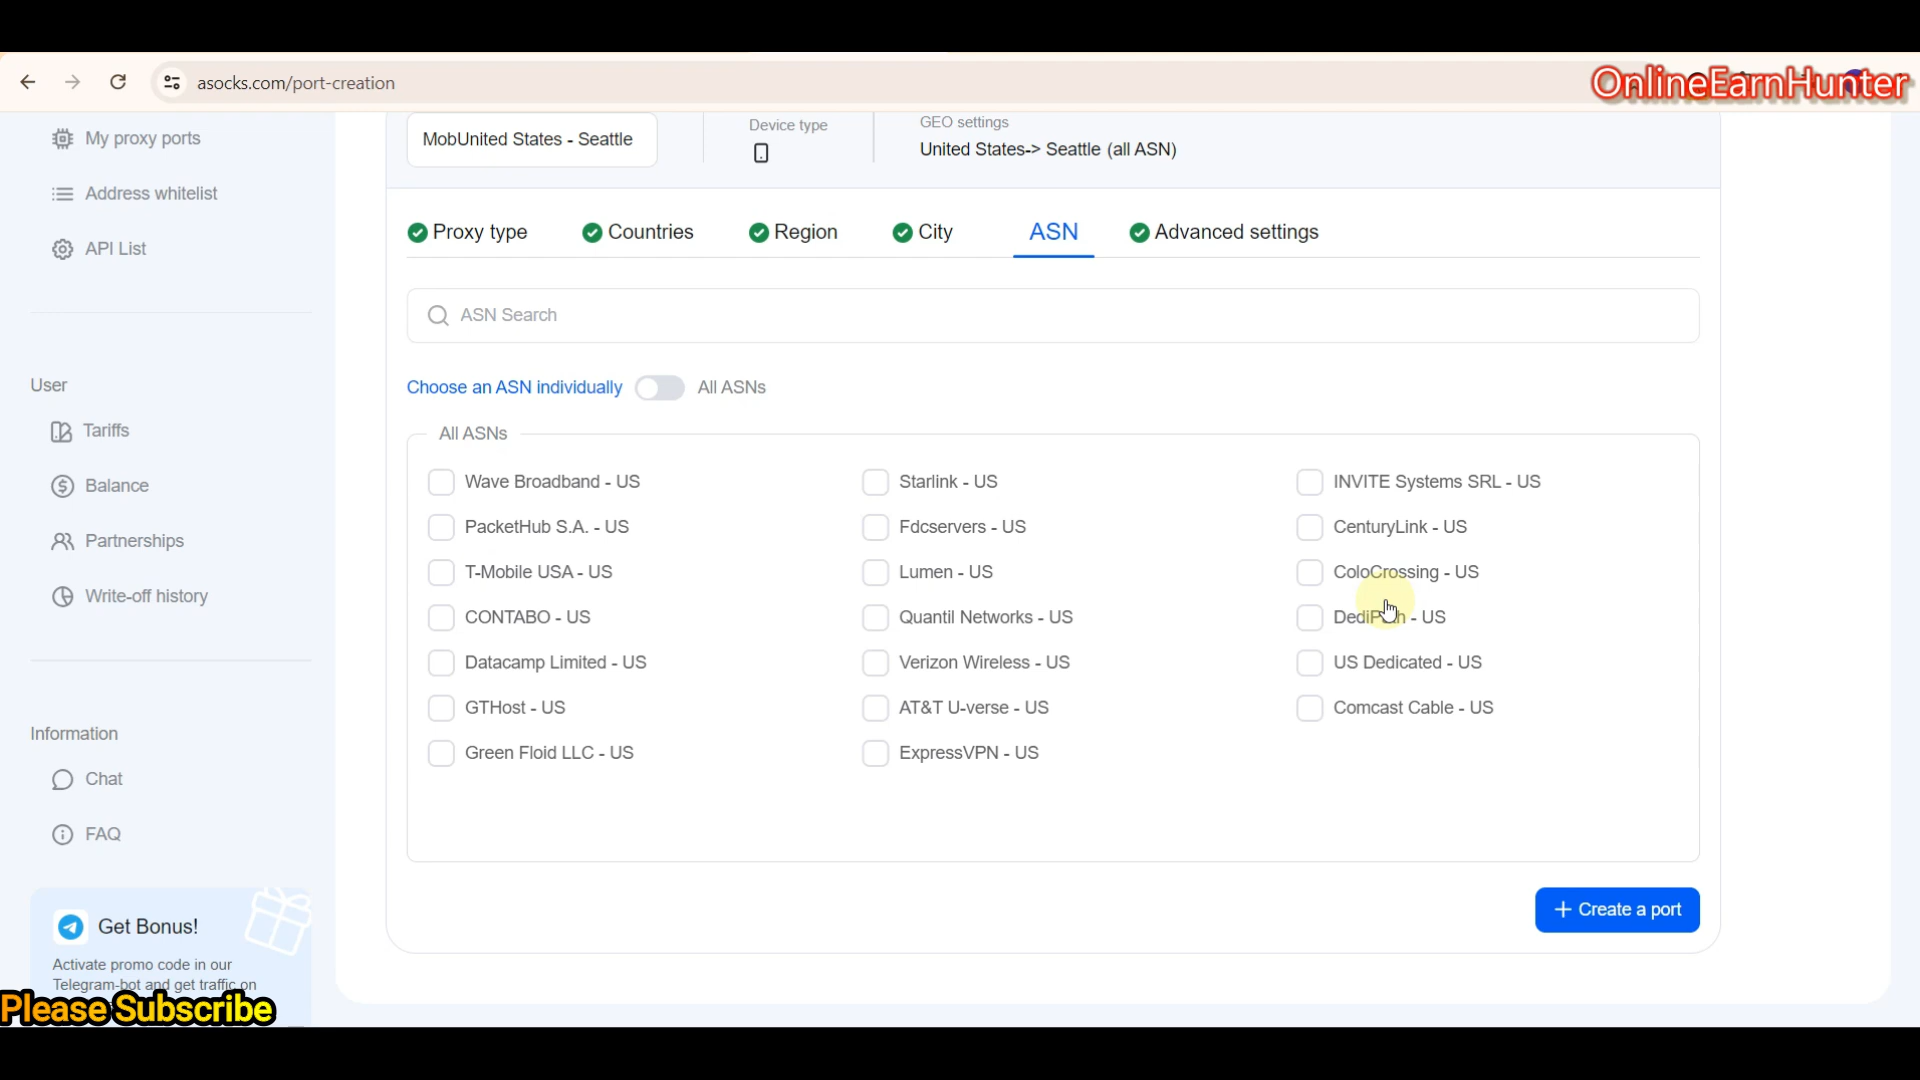 asocks.com/port-creation
OnlineEarnHunter
My proxy ports
Address whitelist
API List
User
Tariffs
Balance
Partnerships
Write-off history
Information
Chat
FAQ
Get Bonus!
Activate promo code in our
Telegram-bot and get traffic on
Please Subscribe
MobUnited States - Seattle
Device type
GEO settings
United States-> Seattle (all ASN)
Proxy type
Countries
Region
City
ASN
Advanced settings
ASN Search
Choose an ASN individually
All ASNs
All ASNs
Wave Broadband - US
Starlink - US
INVITE Systems SRL - US
PacketHub S.A. - US
Fdcservers - US
CenturyLink - US
T-Mobile USA - US
Lumen - US
ColoCrossing - US
CONTABO - US
Quantil Networks - US
DediPath - US
Datacamp Limited - US
Verizon Wireless - US
US Dedicated - US
GTHost - US
AT&T U-verse - US
Comcast Cable - US
Green Floid LLC - US
ExpressVPN - US
+ Create a port